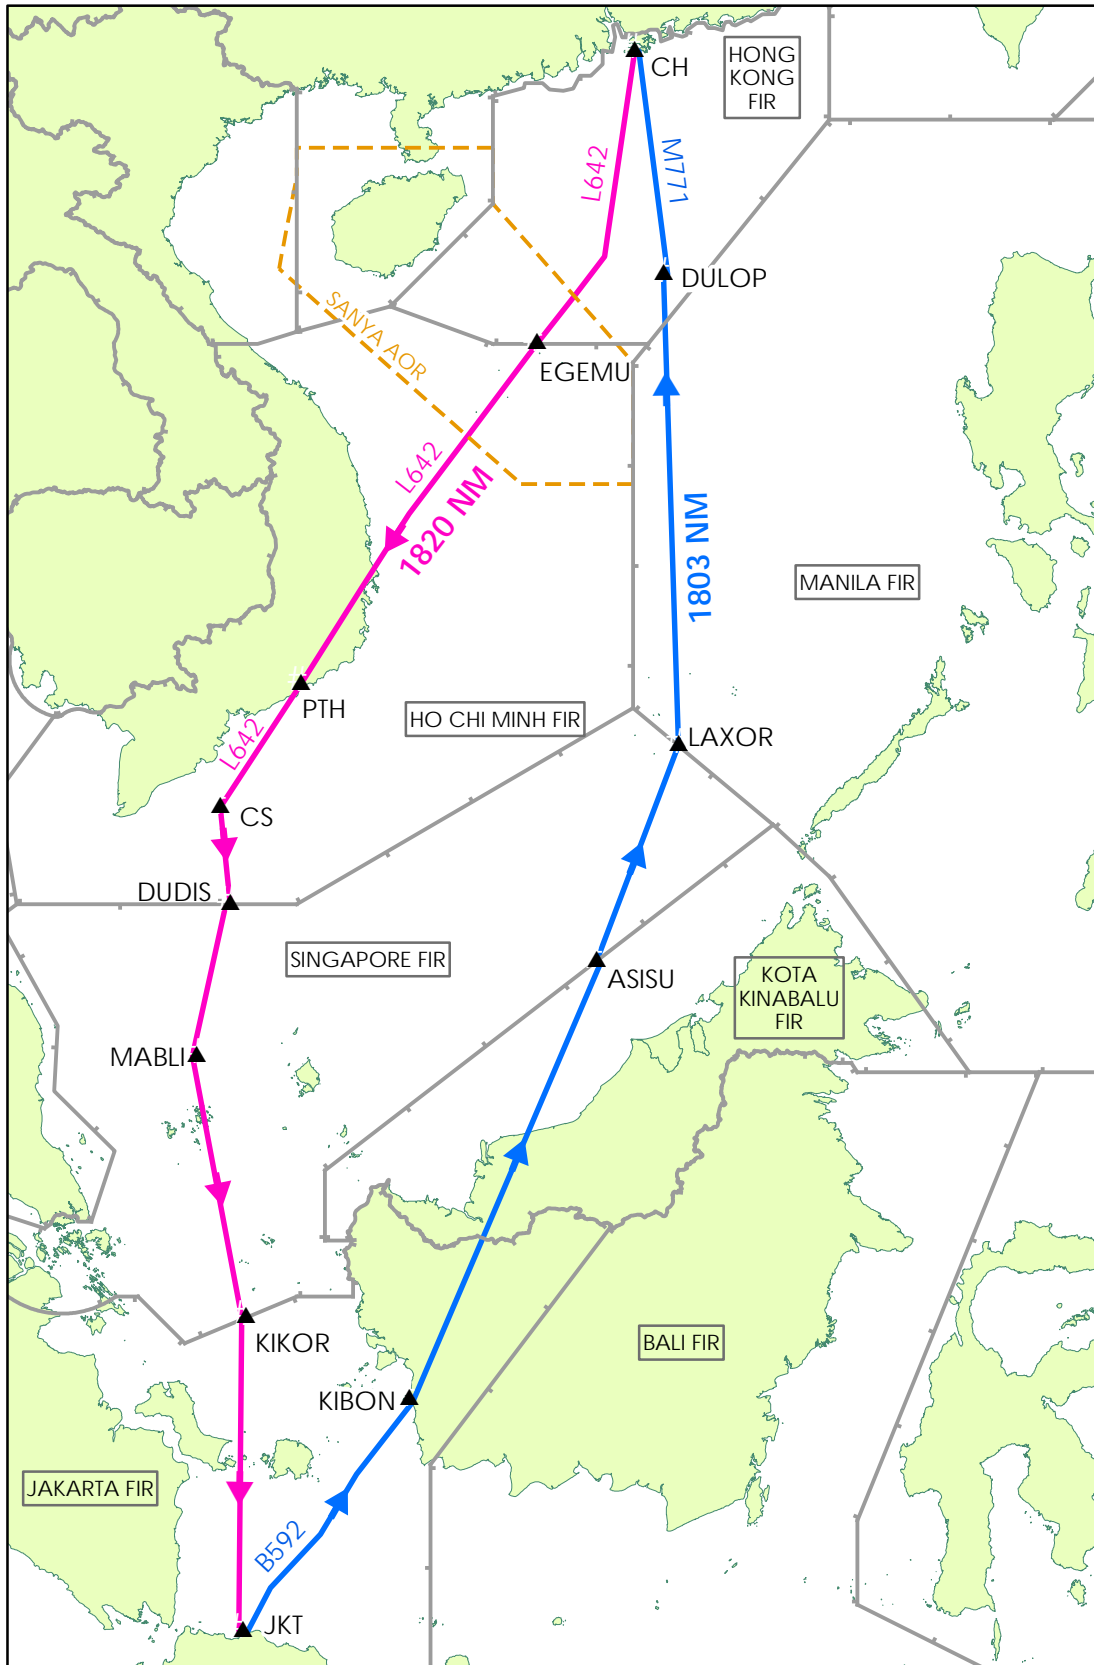 HONG
KONG
FIR
CH
L642
M771
DULOP
SANYA AOR
EGEMU
L642
1820 NM
1803 NM
MANILA FIR
PTH
HO CHI MINH FIR
L642
LAXOR
CS
DUDIS
SINGAPORE FIR
ASISU
KOTA
KINABALU
FIR
MABLI
KIKOR
BALI FIR
KIBON
JAKARTA FIR
B592
JKT